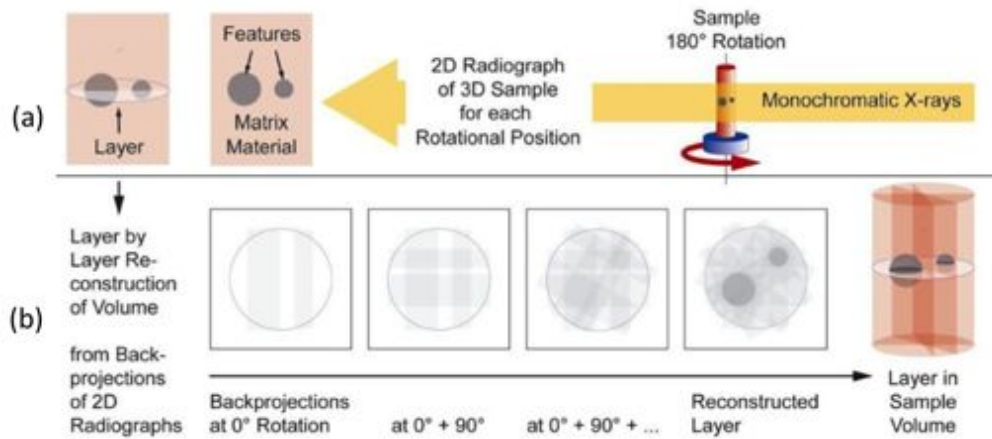 (a)
Layer
Features
Matrix
Material
2D Radiograph
of 3D Sample
for each
Rotational Position
Sample
180° Rotation
Monochromatic X-rays
(b)
Layer by
Layer Re-
construction
of Volume
from Back-
projections
of 2D
Radiographs
Backprojections
at 0° Rotation
at 0° + 90°
at 0° + 90° + ...
Reconstructed
Layer
Layer in
Sample
Volume